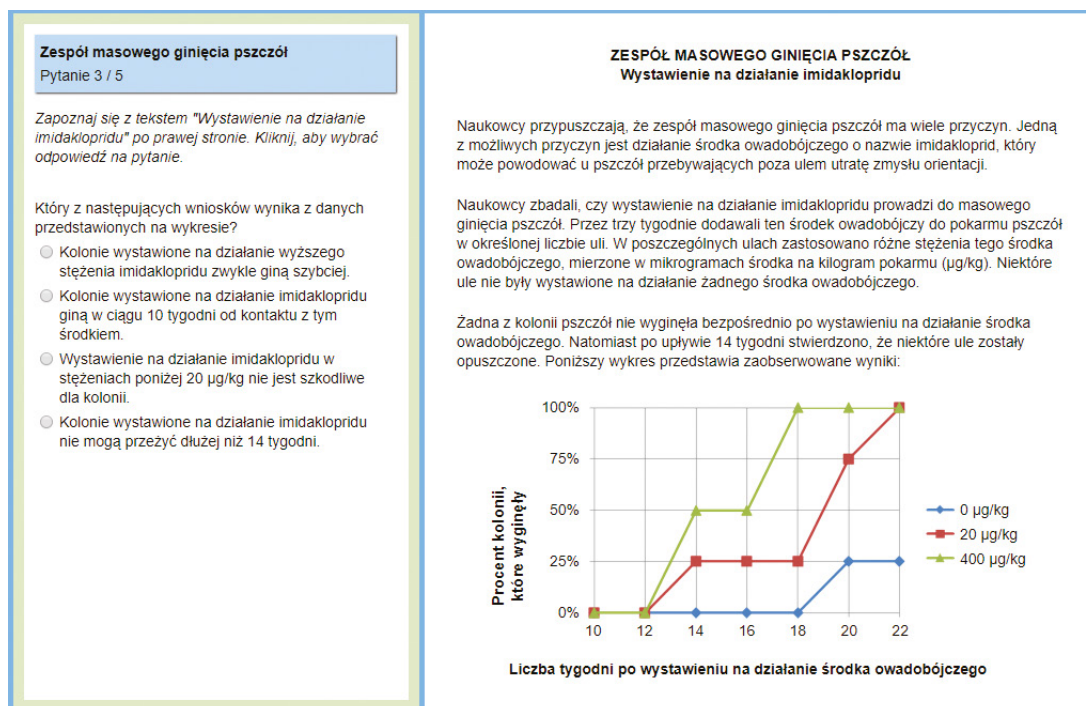 Zespół masowego ginięcia pszczół
Pytanie 3 / 5
Zapoznaj się z tekstem "Wystawienie na działanie
imidaklopridu" po prawej stronie. Kliknij, aby wybrać
odpowiedź na pytanie.
Który z następujących wniosków wynika z danych
przedstawionych na wykresie?
Kolonie wystawione na działanie wyższego
stężenia imidaklopridu zwykle giną szybciej.
Kolonie wystawione na działanie imidaklopridu
giną w ciągu 10 tygodni od kontaktu z tym
środkiem.
Wystawienie na działanie imidaklopridu w
stężeniach poniżej 20 µg/kg nie jest szkodliwe
dla kolonii.
Kolonie wystawione na działanie imidaklopridu
nie mogą przeżyć dłużej niż 14 tygodni.
ZESPÓŁ MASOWEGO GINIĘCIA PSZCZÓŁ
Wystawienie na działanie imidaklopridu
Naukowcy przypuszczają, że zespół masowego ginięcia pszczół ma wiele przyczyn. Jedną
z możliwych przyczyn jest działanie środka owadobójczego o nazwie imidakloprid, który
może powodować u pszczół przebywających poza ulem utratę zmysłu orientacji.
Naukowcy zbadali, czy wystawienie na działanie imidaklopridu prowadzi do masowego
ginięcia pszczół. Przez trzy tygodnie dodawali ten środek owadobójczy do pokarmu pszczół
w określonej liczbie uli. W poszczególnych ulach zastosowano różne stężenia tego środka
owadobójczego, mierzone w mikrogramach środka na kilogram pokarmu (µg/kg). Niektóre
ule nie były wystawione na działanie żadnego środka owadobójczego.
Żadna z kolonii pszczół nie wyginęła bezpośrednio po wystawieniu na działanie środka
owadobójczego. Natomiast po upływie 14 tygodni stwierdzono, że niektóre ule zostały
opuszczone. Poniższy wykres przedstawia zaobserwowane wyniki:
100%
75%
50%
25%
0%
Procent kolonii,
które wyginęły
10 12 14 16 18 20 22
0 µg/kg
20 µg/kg
400 µg/kg
Liczba tygodni po wystawieniu na działanie środka owadobójczego